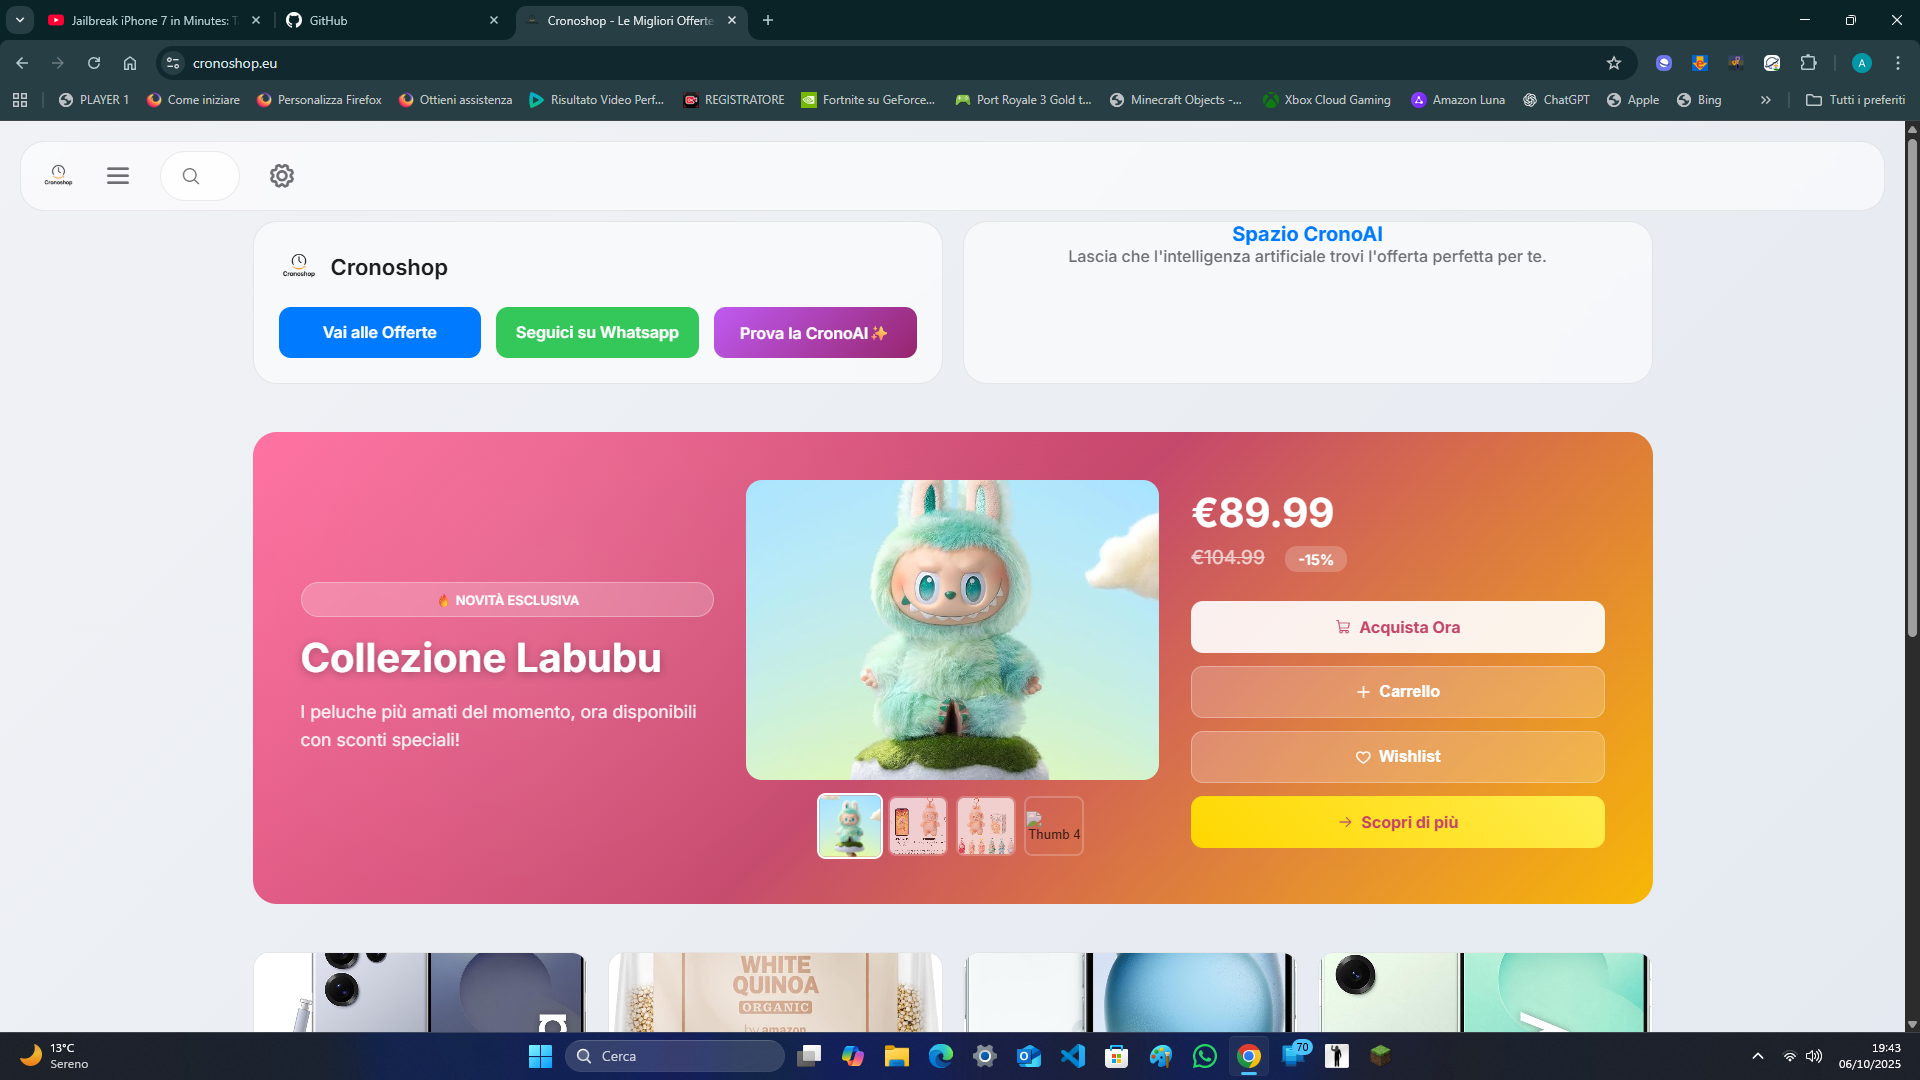 Jailbreak iPhone 7 in Minutes: T
GitHub
Cronoshop - Le Migliori Offerte
cronoshop.eu
A
PLAYER 1
Come iniziare
Personalizza Firefox
Ottieni assistenza
Risultato Video Perf...
REGISTRATORE
Fortnite su GeForce...
Port Royale 3 Gold t...
Minecraft Objects -...
Xbox Cloud Gaming
Amazon Luna
ChatGPT
Apple
Bing
Tutti i preferiti
Cronoshop
Cronoshop
Cronoshop
Vai alle Offerte
Seguici su Whatsapp
Prova la CronoAI✨
Spazio CronoAI
Lascia che l'intelligenza artificiale trovi l'offerta perfetta per te.
🔥 NOVITÀ ESCLUSIVA
Collezione Labubu
I peluche più amati del momento, ora disponibili
con sconti speciali!
Thumb 4
€89.99
€104.99
-15%
Acquista Ora
Carrello
Wishlist
Scopri di più
WHITE
QUINOA
ORGANIC
by amazon
13°C
Sereno
Cerca
70
19:43
06/10/2025